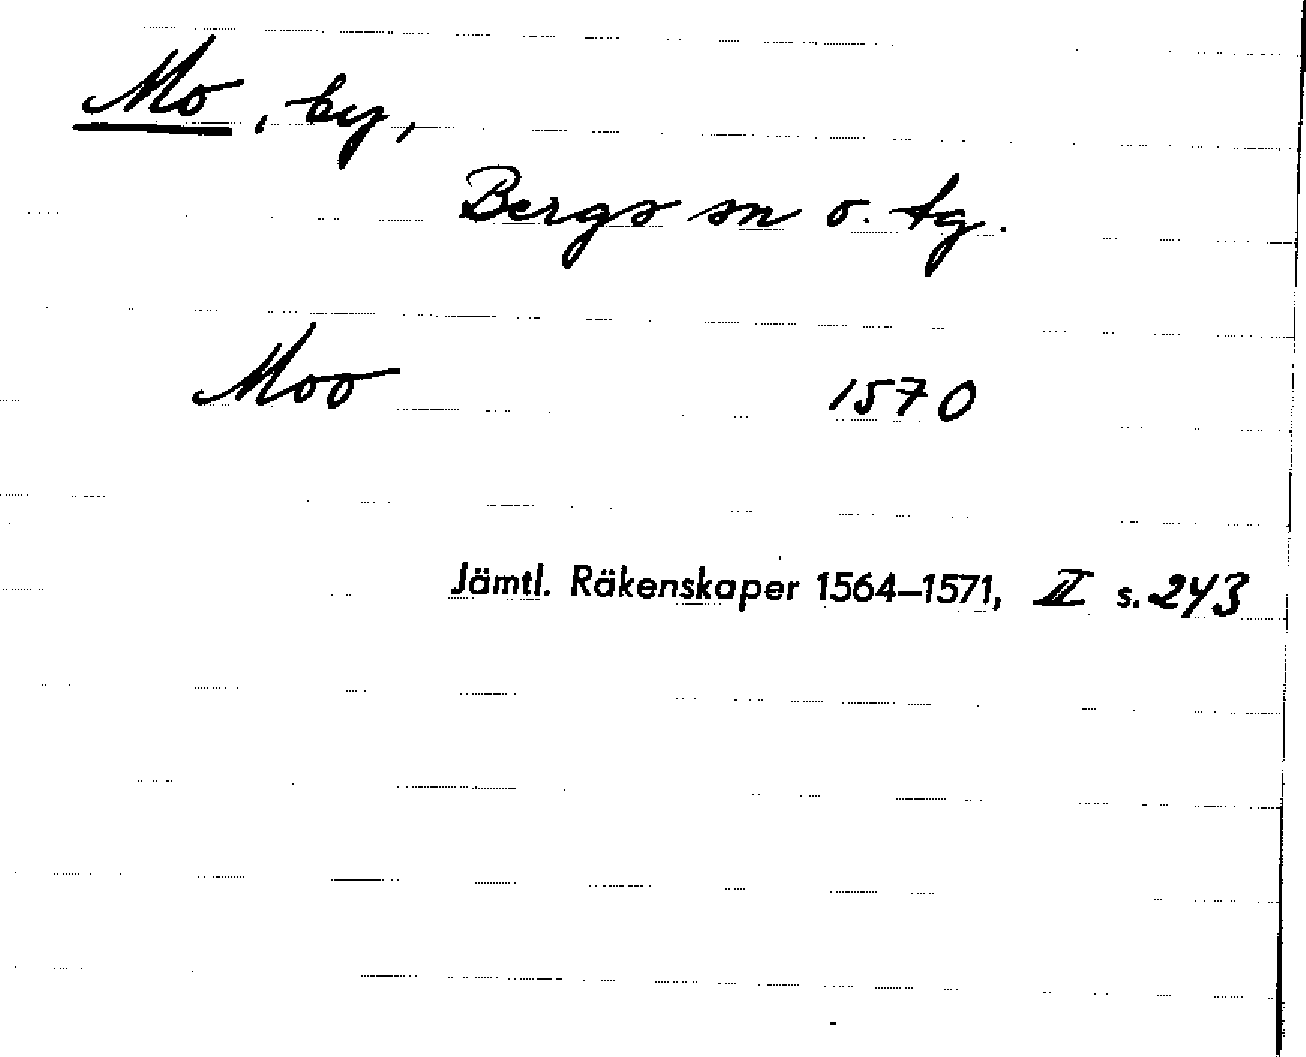 Mo, by,
Bergs sn o. tg.
Moo 1570
Jämtl. Räkenskaper 1564–1571, II s. 243